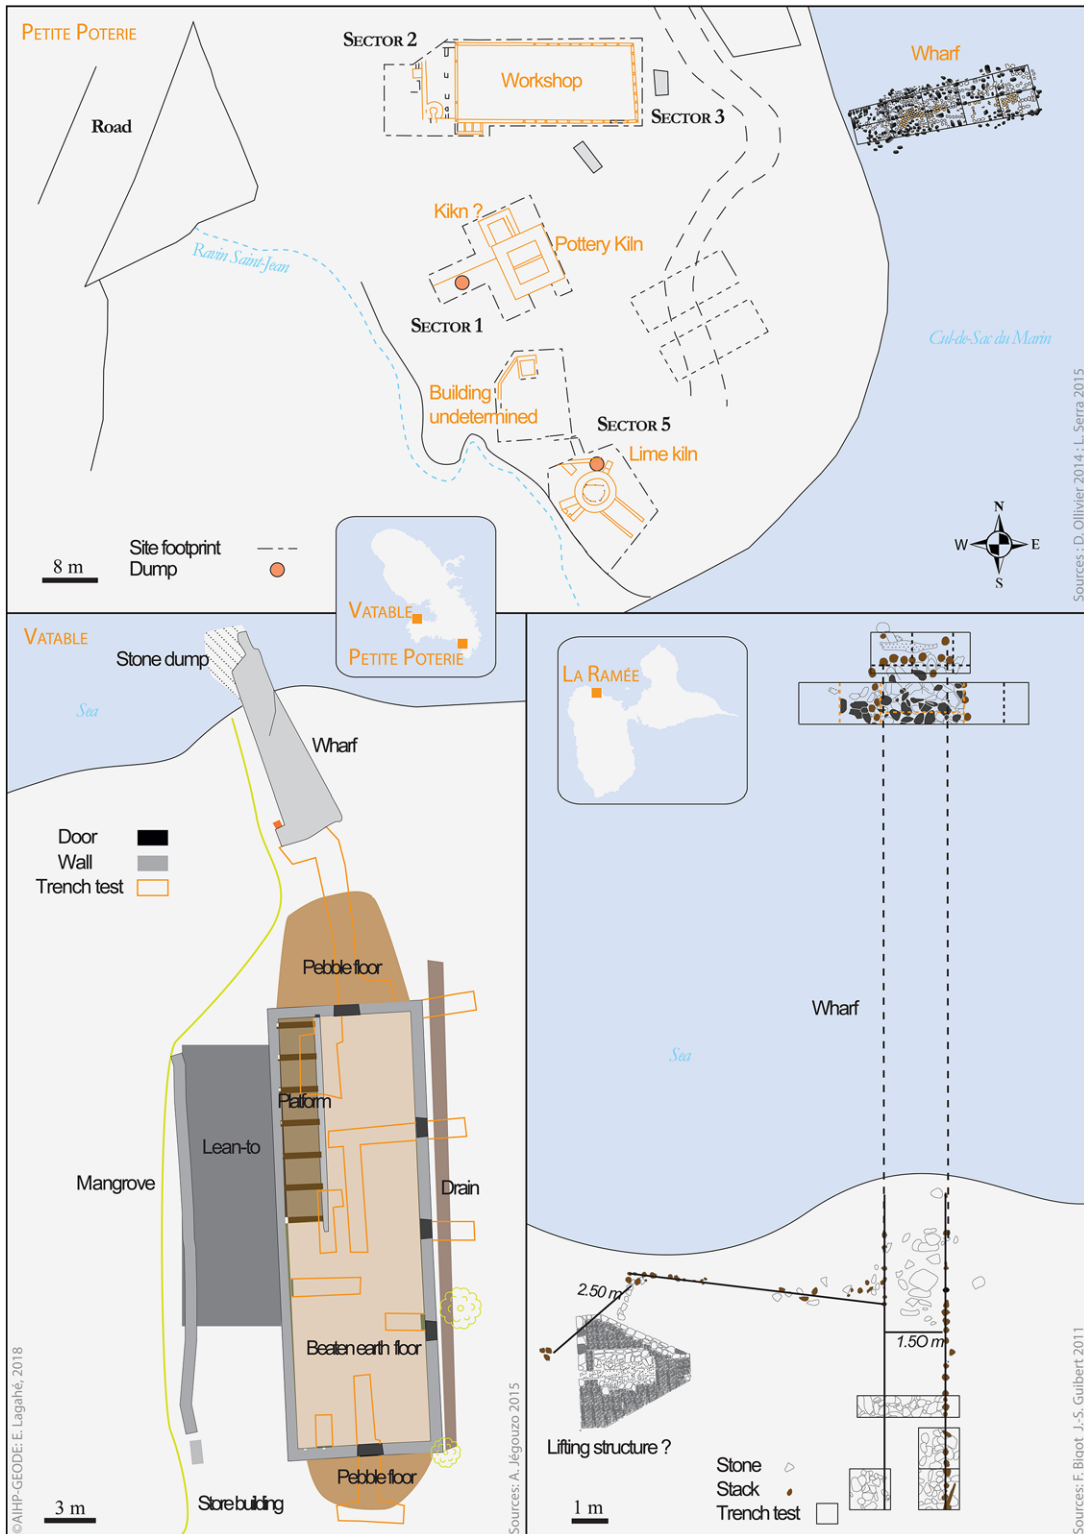 PETITE POTERIE
SECTOR 2
Workshop
SECTOR 3
Wharf
Road
Kikn ?
Pottery Kiln
Ravin Saint-Jean
SECTOR 1
Cul-de-Sac du Marin
Building
undetermined
SECTOR 5
Lime kiln
N
W
E
S
Site footprint
Dump
8 m
Sources : D. Ollivier 2014 ; L. Serra 2015
VATABLE
PETITE POTERIE
VATABLE
Stone dump
Sea
Wharf
Door
Wall
Trench test
Pebble floor
Platform
Lean-to
Mangrove
Drain
Beaten earth floor
Pebble floor
Store building
3 m
©AIHP-GEODE: E. Lagahé, 2018
Sources: A. Jégouzo 2015
LA RAMÉE
Wharf
Sea
2.50 m
1.50 m
Lifting structure ?
Stone
Stack
Trench test
1 m
Sources: F. Bigot, J.-S. Guibert 2011